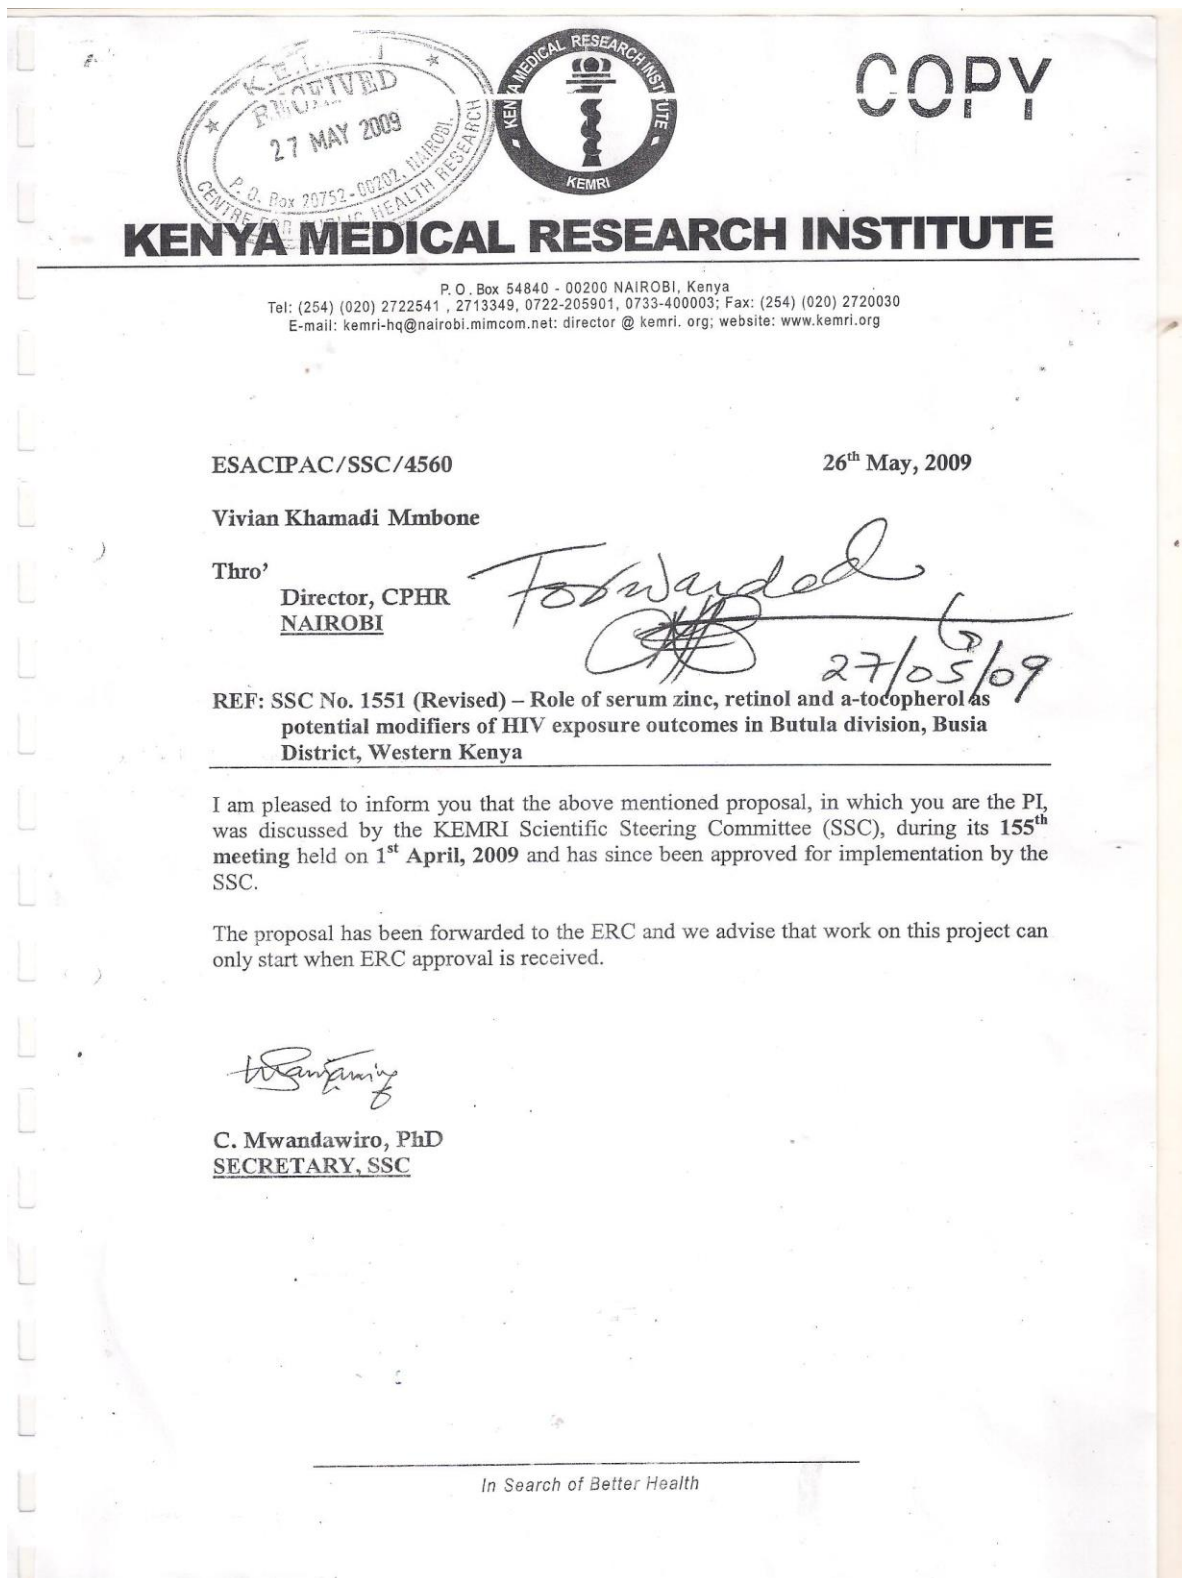 RECEIVED
27 MAY 2009
P. O. Box 20752-00202, NAIROBI.
CENTRE FOR PUBLIC HEALTH RESEARCH
KENYA MEDICAL RESEARCH INSTITUTE
KEMRI
COPY
KENYA MEDICAL RESEARCH INSTITUTE
P. O. Box 54840 - 00200 NAIROBI, Kenya
Tel: (254) (020) 2722541 , 2713349, 0722-205901, 0733-400003; Fax: (254) (020) 2720030
E-mail: kemri-hq@nairobi.mimcom.net: director @ kemri. org; website: www.kemri.org
ESACIPAC/SSC/4560 26th May, 2009
Vivian Khamadi Mmbone
Thro'
Director, CPHR
NAIROBI
Forwarded
27/05/09
REF: SSC No. 1551 (Revised) – Role of serum zinc, retinol and a-tocopherol as
potential modifiers of HIV exposure outcomes in Butula division, Busia
District, Western Kenya
I am pleased to inform you that the above mentioned proposal, in which you are the PI,
was discussed by the KEMRI Scientific Steering Committee (SSC), during its 155th
meeting held on 1st April, 2009 and has since been approved for implementation by the
SSC.
The proposal has been forwarded to the ERC and we advise that work on this project can
only start when ERC approval is received.
C. Mwandawiro, PhD
SECRETARY, SSC
In Search of Better Health